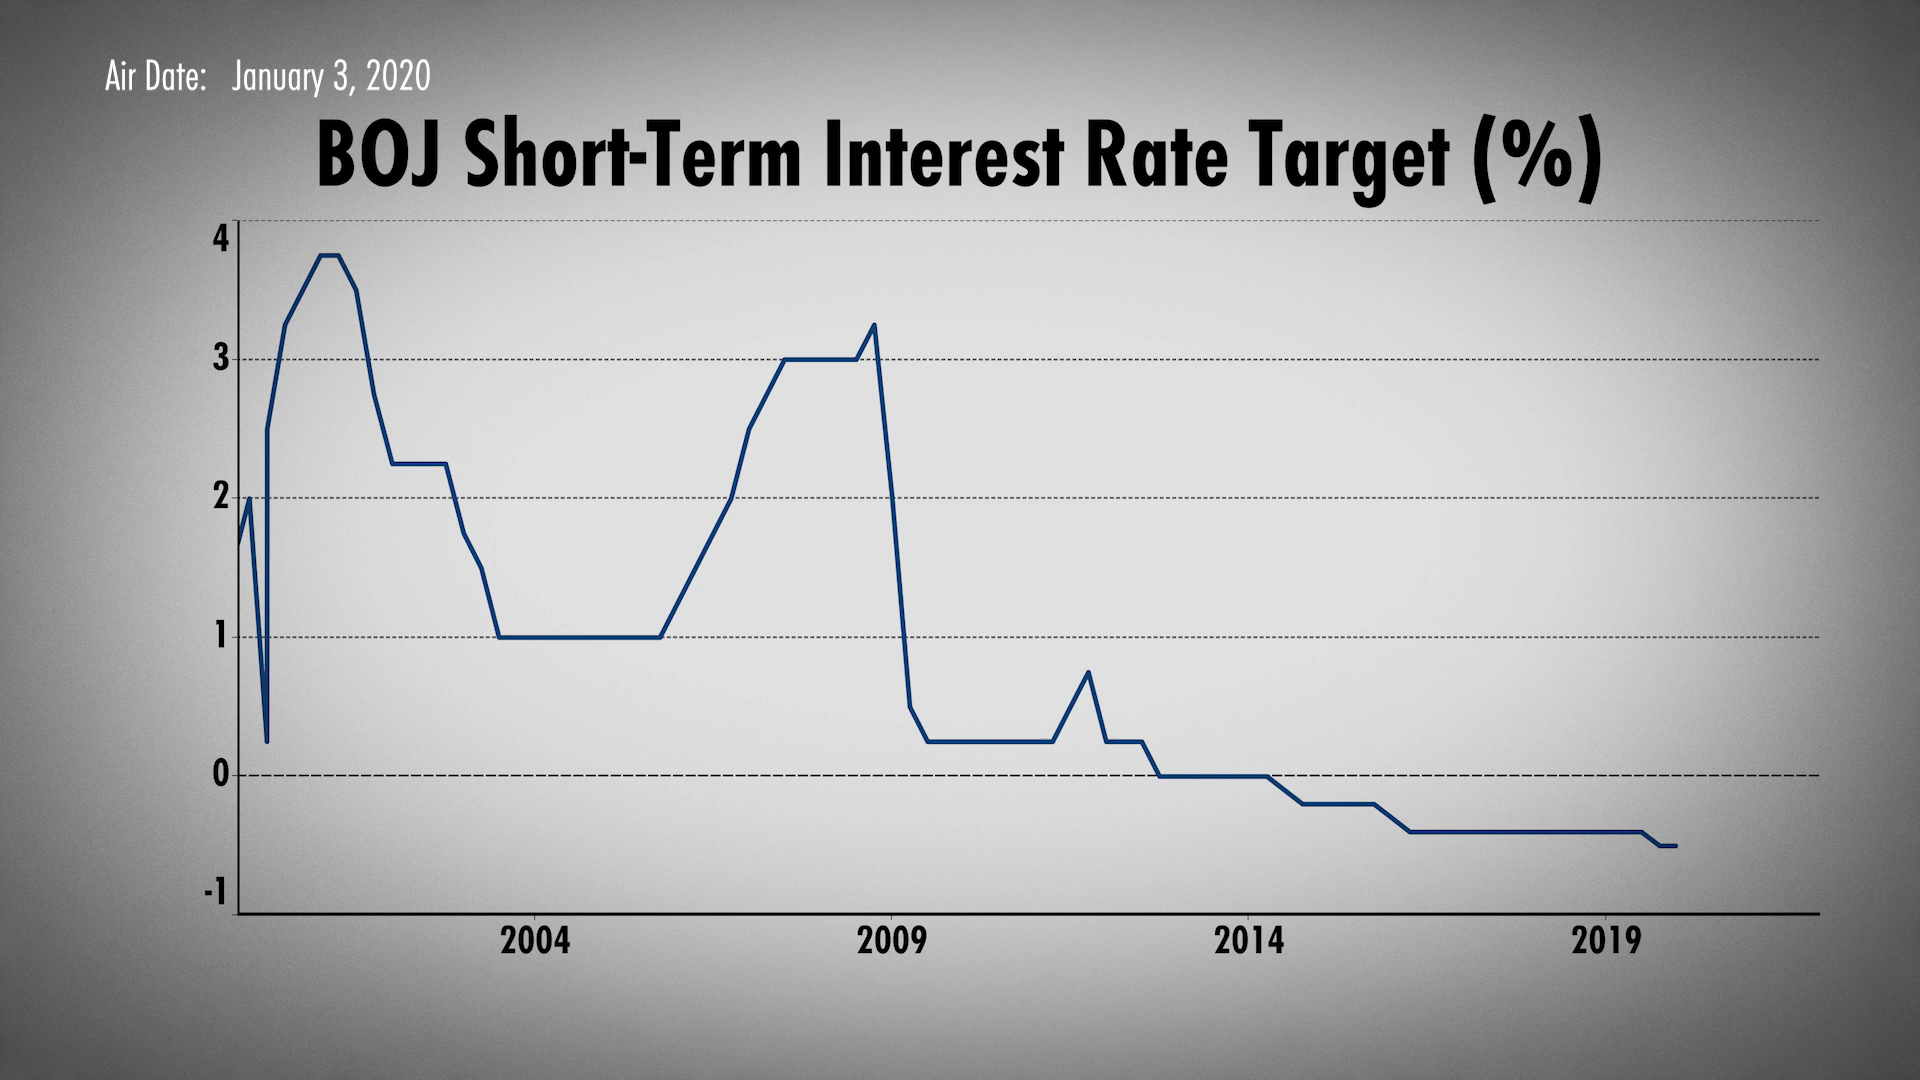 Air Date: January 3, 2020
BOJ Short-Term Interest Rate Target (%)
4
3
2
1
0
-1
2004 2009 2014 2019